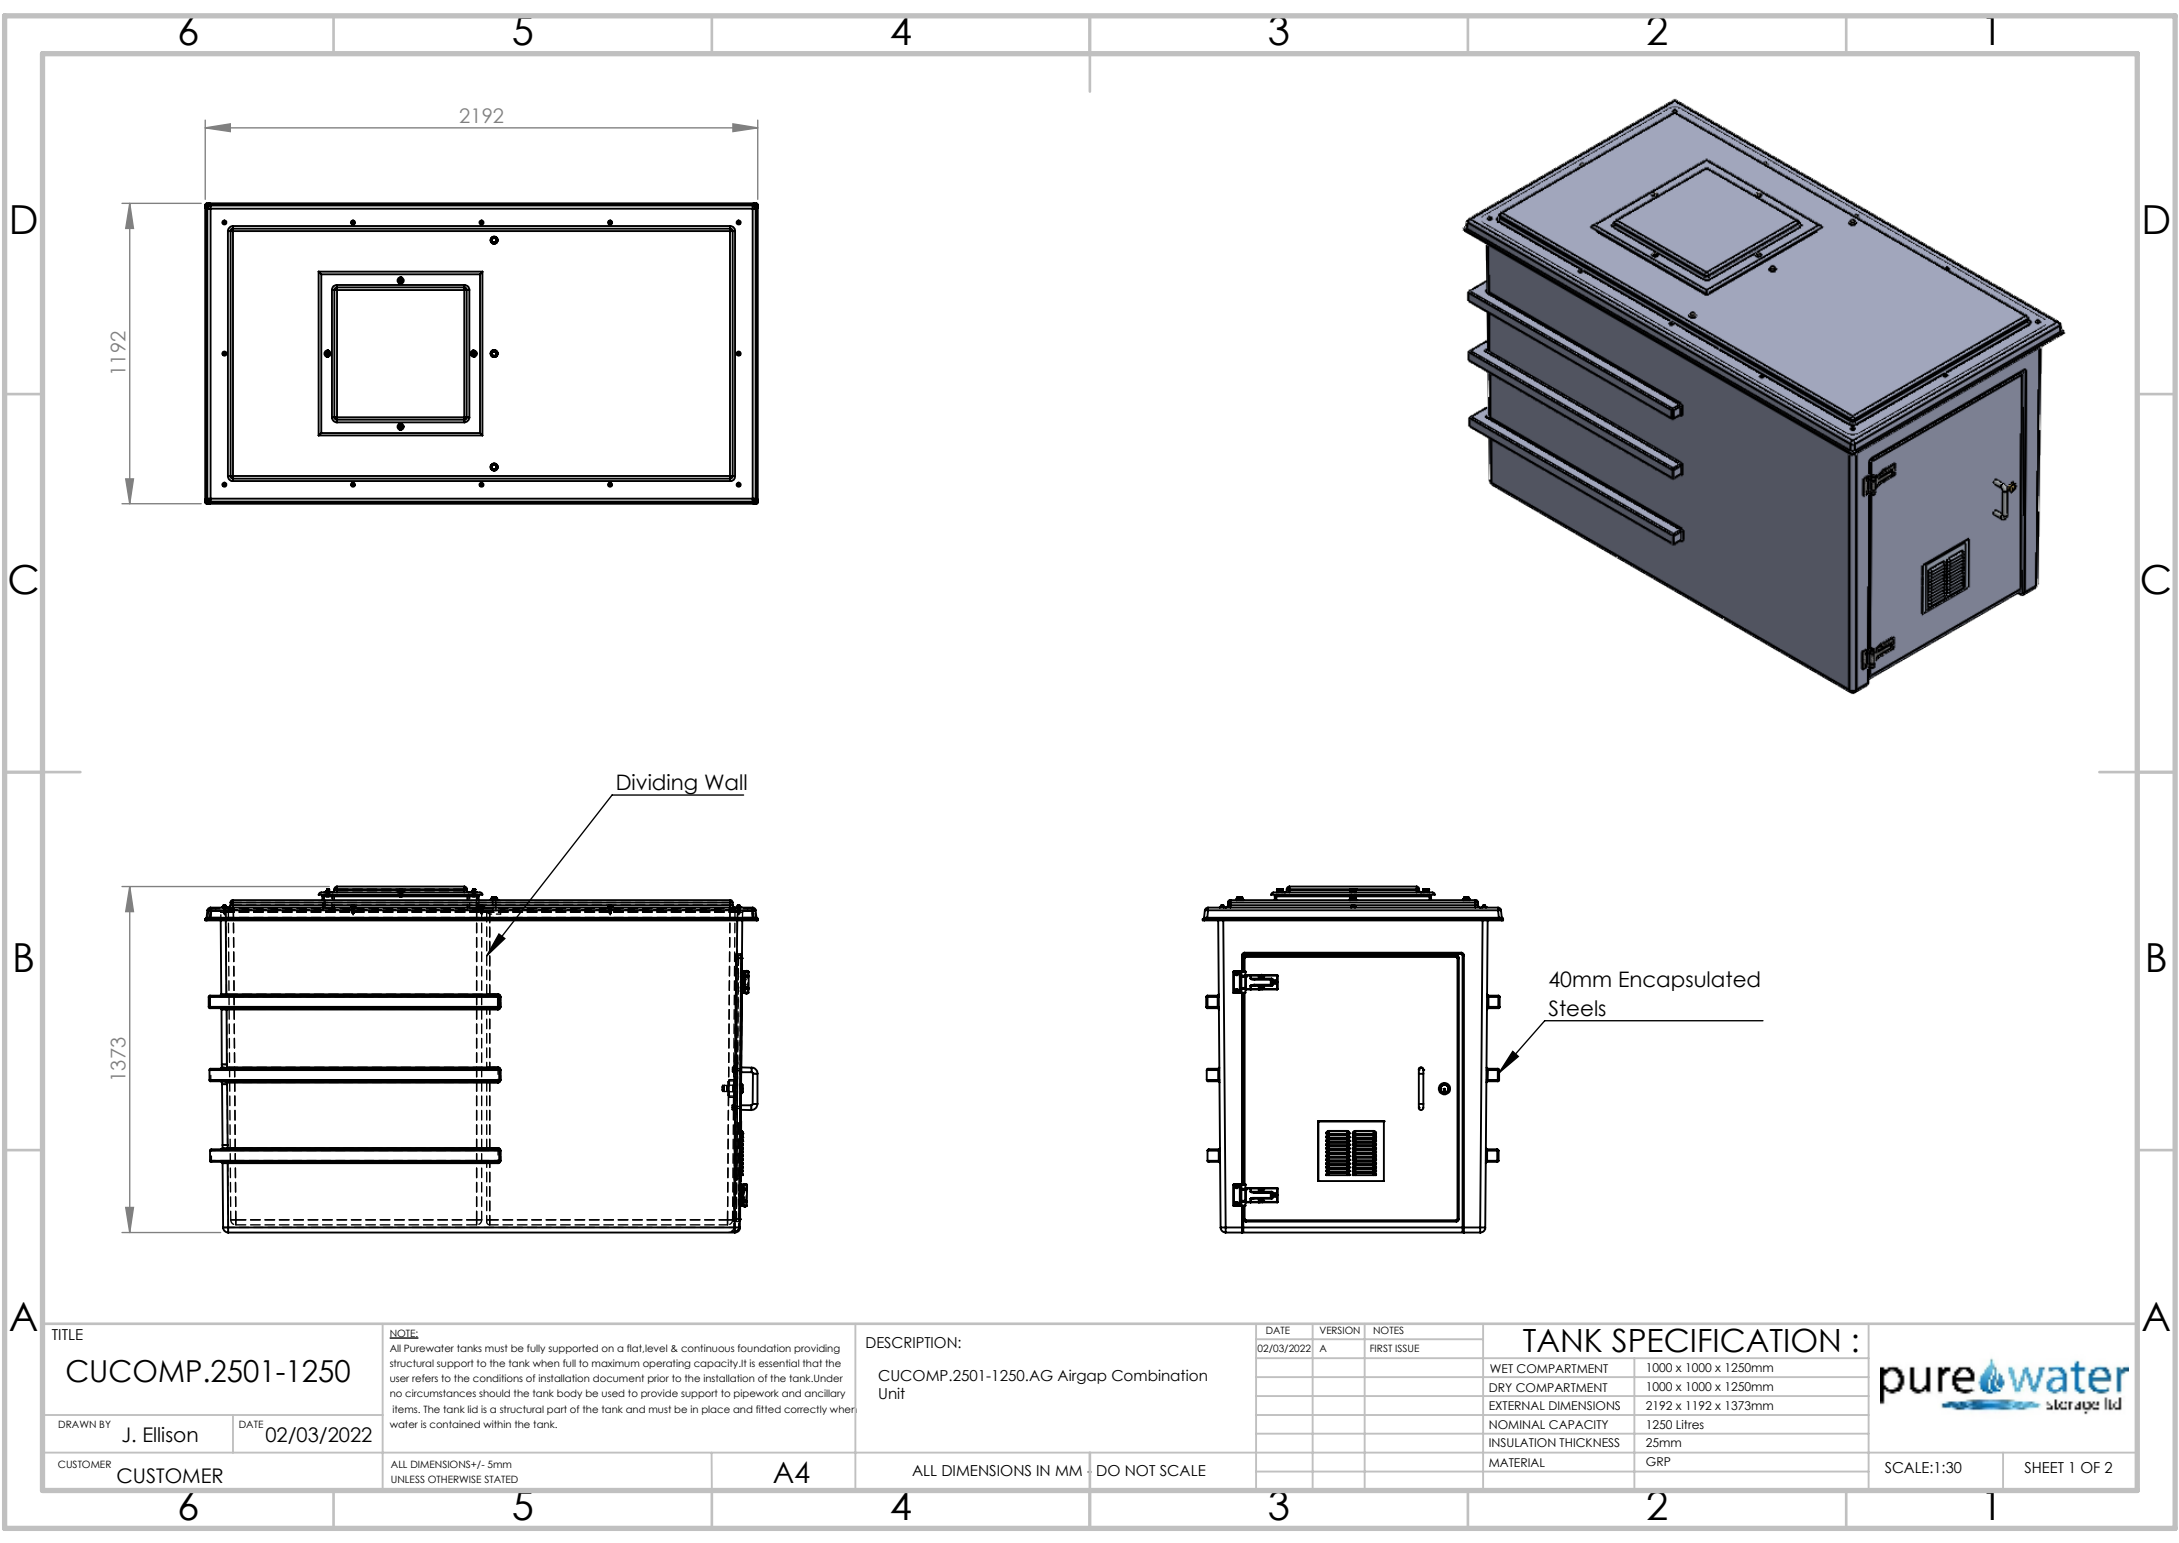 6 5 4 3 2 1
D D
C C
B B
A A
2192
1192
Dividing Wall
1373
40mm Encapsulated
Steels
TITLE
CUCOMP.2501-1250
DRAWN BY J. Ellison
DATE 02/03/2022
CUSTOMER CUSTOMER
NOTE:
All Purewater tanks must be fully supported on a flat,level & continuous foundation providing
structural support to the tank when full to maximum operating capacity.It is essential that the
user refers to the conditions of installation document prior to the installation of the tank.Under
no circumstances should the tank body be used to provide support to pipework and ancillary
items. The tank lid is a structural part of the tank and must be in place and fitted correctly when
water is contained within the tank.
ALL DIMENSIONS+/- 5mm
UNLESS OTHERWISE STATED
A4
DESCRIPTION:
CUCOMP.2501-1250.AG Airgap Combination
Unit
ALL DIMENSIONS IN MM - DO NOT SCALE
DATE VERSION NOTES
02/03/2022 A FIRST ISSUE
TANK SPECIFICATION :
WET COMPARTMENT 1000 x 1000 x 1250mm
DRY COMPARTMENT 1000 x 1000 x 1250mm
EXTERNAL DIMENSIONS 2192 x 1192 x 1373mm
NOMINAL CAPACITY 1250 Litres
INSULATION THICKNESS 25mm
MATERIAL GRP
pure water
storage ltd
SCALE:1:30
SHEET 1 OF 2
6 5 4 3 2 1